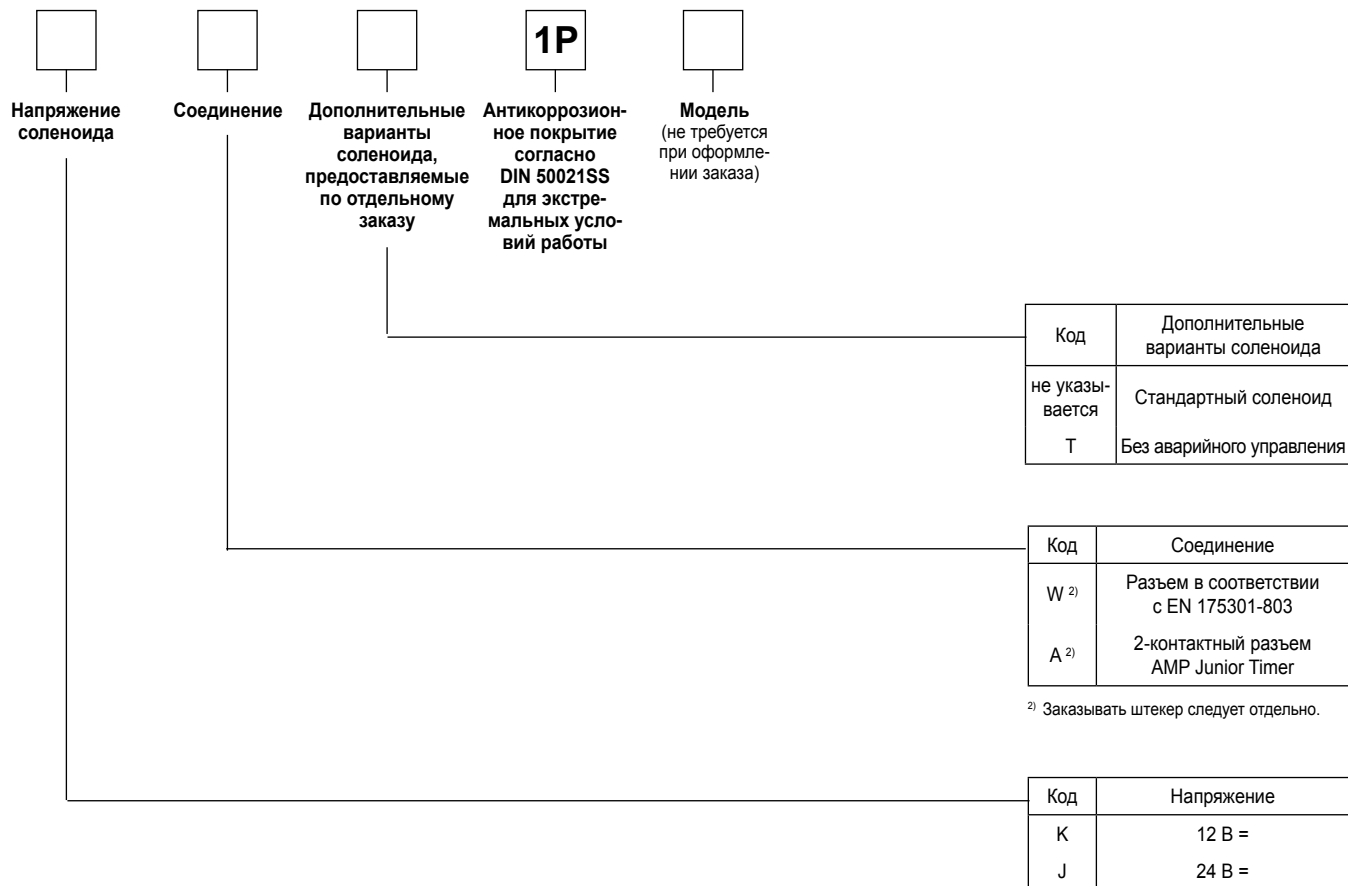 1P
Напряжение
соленоида
Соединение
Дополнительные
варианты
соленоида,
предоставляемые
по отдельному
заказу
Антикоррозион-
ное покрытие
согласно
DIN 50021SS
для экстре-
мальных усло-
вий работы
Модель
(не требуется
при оформле-
нии заказа)
Код
Дополнительные
варианты соленоида
не указы-
вается
Стандартный соленоид
T
Без аварийного управления
Код
Соединение
W 2)
Разъем в соответствии
с EN 175301-803
A 2)
2-контактный разъем
AMP Junior Timer
2) Заказывать штекер следует отдельно.
Код
Напряжение
K
12 В =
J
24 В =